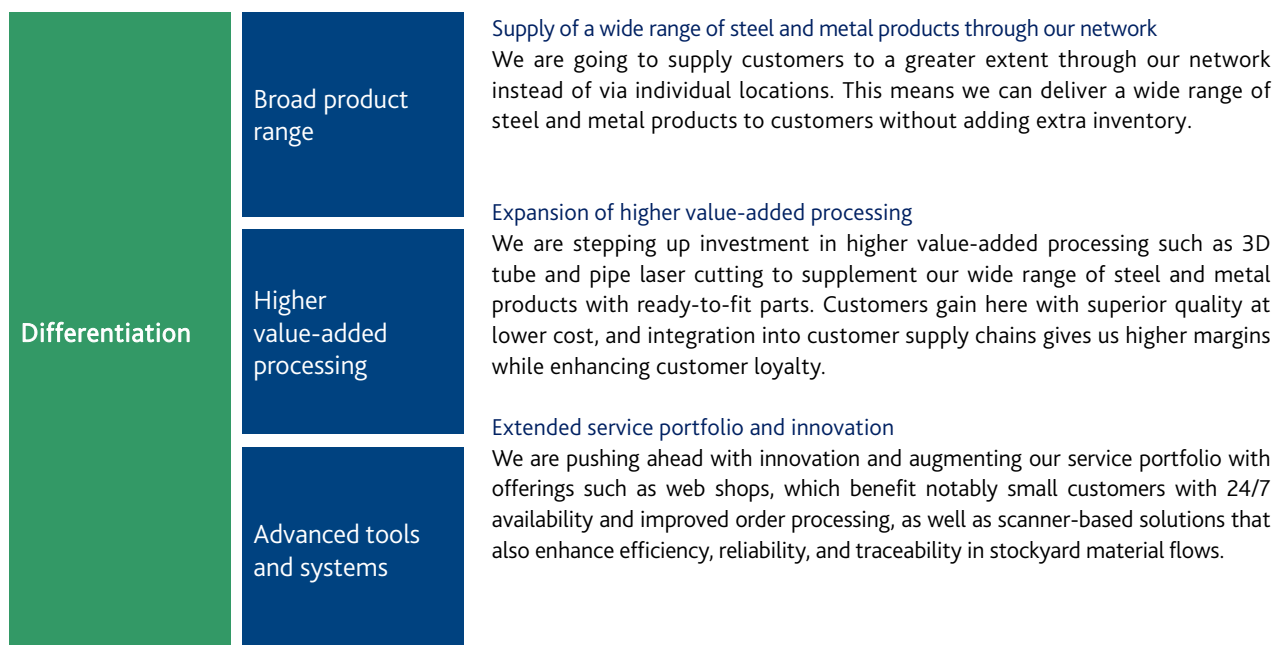 Differentiation
Broad product
range
Supply of a wide range of steel and metal products through our network
We are going to supply customers to a greater extent through our network
instead of via individual locations. This means we can deliver a wide range of
steel and metal products to customers without adding extra inventory.
Higher
value-added
processing
Expansion of higher value-added processing
We are stepping up investment in higher value-added processing such as 3D
tube and pipe laser cutting to supplement our wide range of steel and metal
products with ready-to-fit parts. Customers gain here with superior quality at
lower cost, and integration into customer supply chains gives us higher margins
while enhancing customer loyalty.
Advanced tools
and systems
Extended service portfolio and innovation
We are pushing ahead with innovation and augmenting our service portfolio with
offerings such as web shops, which benefit notably small customers with 24/7
availability and improved order processing, as well as scanner-based solutions that
also enhance efficiency, reliability, and traceability in stockyard material flows.